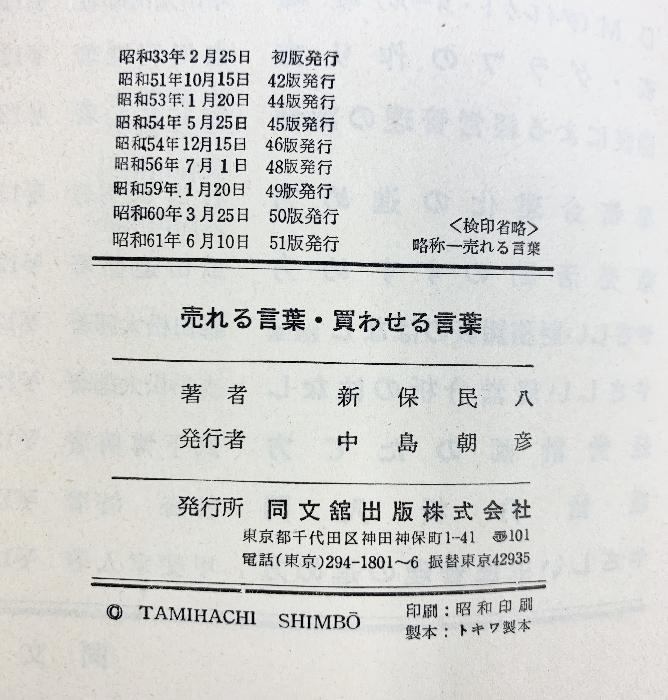 昭和33年2月25日 初版発行
昭和51年10月15日 42版発行
昭和53年1月20日 44版発行
昭和54年5月25日 45版発行
昭和54年12月15日 46版発行
昭和56年7月1日 48版発行
昭和59年1月20日 49版発行
昭和60年3月25日 50版発行
昭和61年6月10日 51版発行
<検印省略>
略称―売れる言葉
売れる言葉・買わせる言葉
著者 新保民八
発行者 中島朝彦
発行所 同文舘出版株式会社
東京都千代田区神田神保町1-41 〠101
電話(東京)294-1801~6 振替東京42935
© TAMIHACHI SHIMBŌ
印刷:昭和印刷
製本:トキワ製本